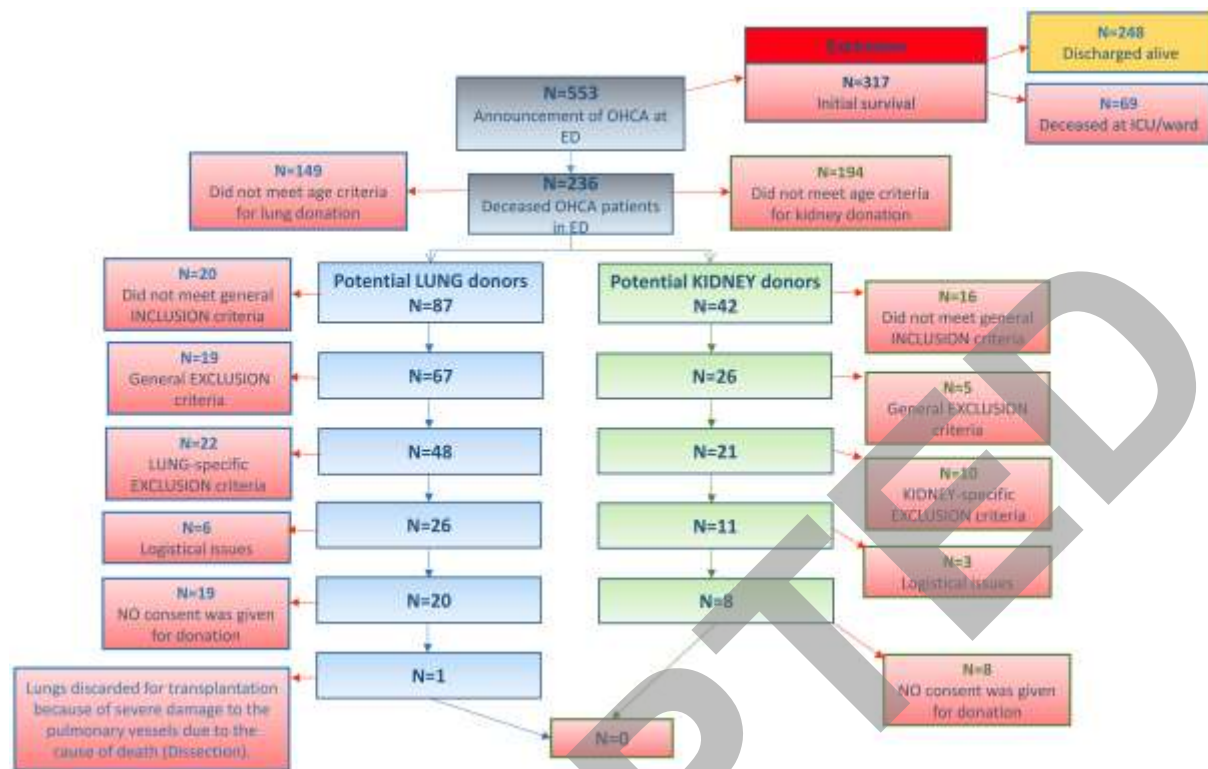 N=248
Discharged alive
N=317
Initial survival
N=69
Deceased at ICU/ward
N=553
Announcement of OHCA at
ED
N=149
Did not meet age criteria
for lung donation
N=236
Deceased OHCA patients
in ED
N=194
Did not meet age criteria
for kidney donation
N=20
Did not meet general
INCLUSION criteria
Potential LUNG donors
N=87
Potential KIDNEY donors
N=42
N=16
Did not meet general
INCLUSION criteria
N=19
General EXCLUSION
criteria
N=67
N=26
N=5
General EXCLUSION
criteria
N=22
LUNG-specific
EXCLUSION criteria
N=48
N=21
N=10
KIDNEY-specific
EXCLUSION criteria
N=6
Logistical issues
N=26
N=11
N=3
Logistical issues
N=19
NO consent was given
for donation
N=20
N=8
N=8
NO consent was given
for donation
Lungs discarded for transplantation
because of severe damage to the
pulmonary vessels due to the
cause of death (Dissection).
N=1
N=0
PTED